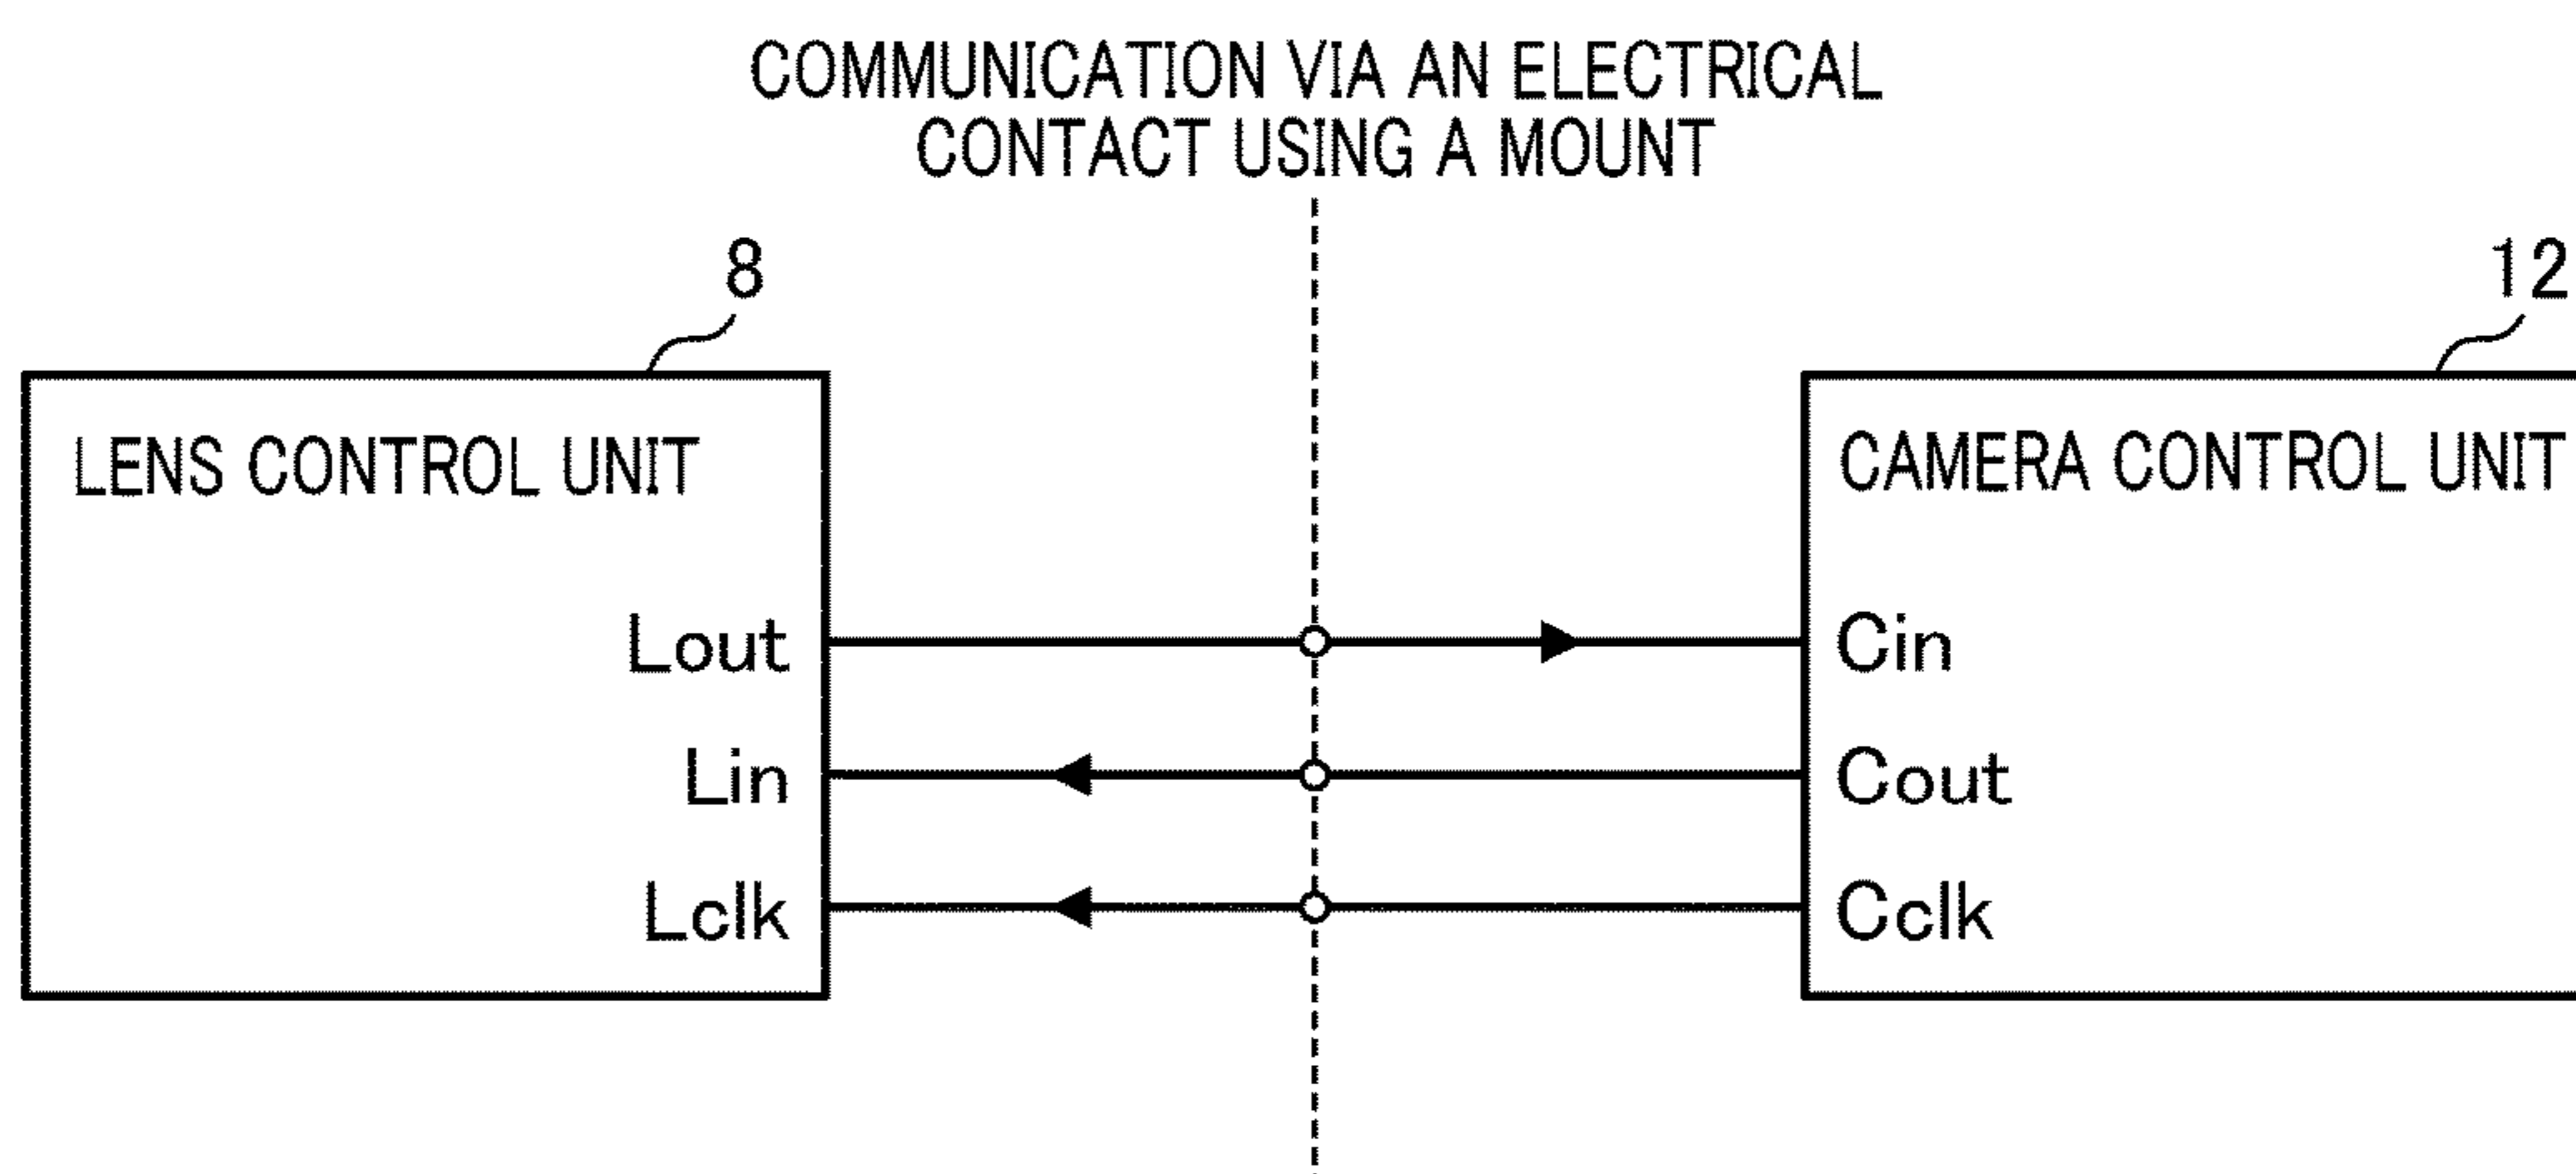 COMMUNICATION VIA AN ELECTRICAL
CONTACT USING A MOUNT
8
12
LENS CONTROL UNIT
CAMERA CONTROL UNIT
Lout
Cin
Lin
Cout
Lclk
Cclk